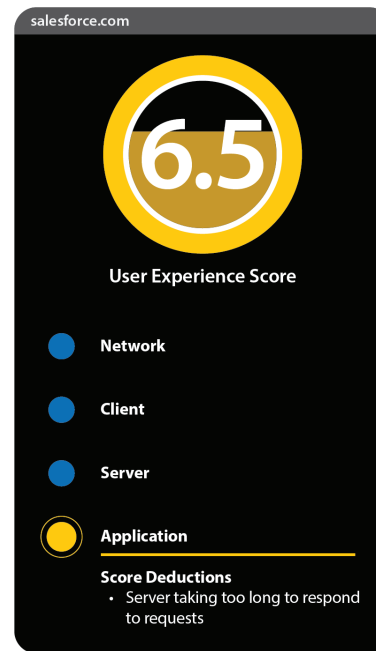 salesforce.com
6.5
User Experience Score
Network
Client
Server
Application
Score Deductions
• Server taking too long to respond
to requests